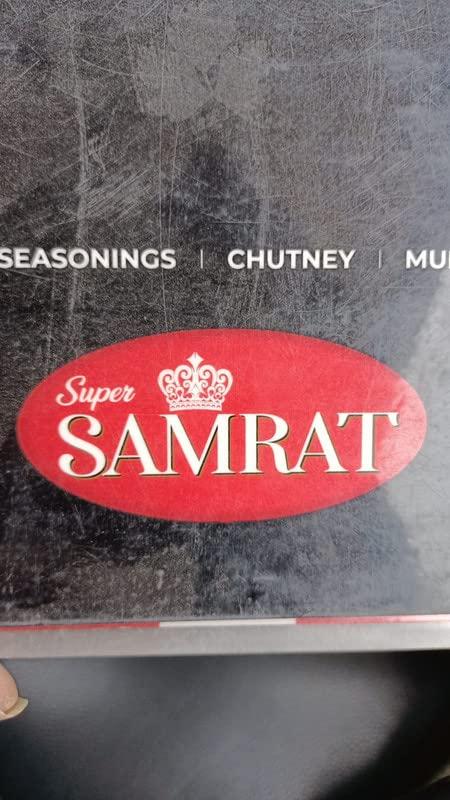 SEASONINGS | CHUTNEY |
Super
SAMRAT